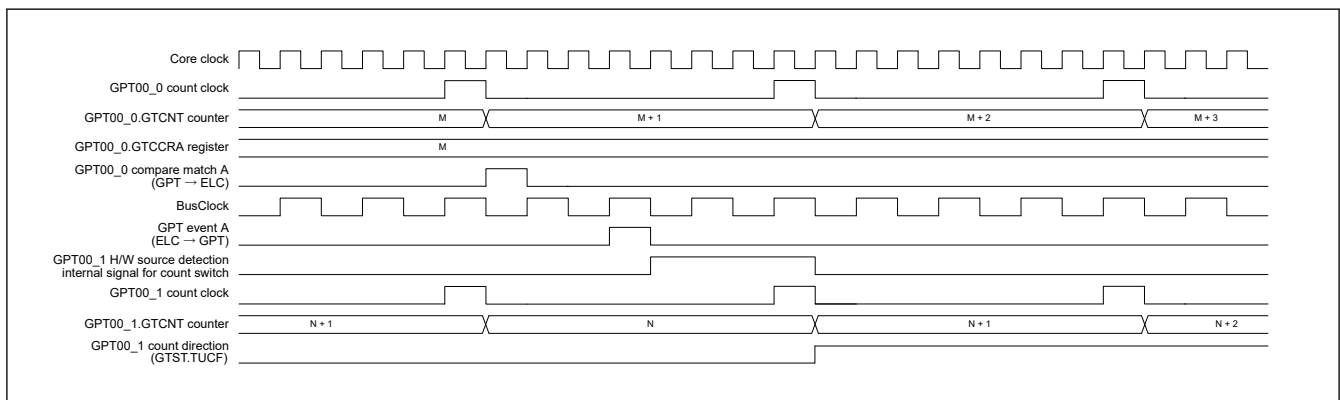 Core clock
GPT00_0 count clock
GPT00_0.GTCNT counter
M
M + 1
M + 2
M + 3
GPT00_0.GTCCRA register
M
GPT00_0 compare match A
(GPT → ELC)
BusClock
GPT event A
(ELC → GPT)
GPT00_1 H/W source detection
internal signal for count switch
GPT00_1 count clock
GPT00_1.GTCNT counter
N + 1
N
N + 1
N + 2
GPT00_1 count direction
(GTST.TUCF)